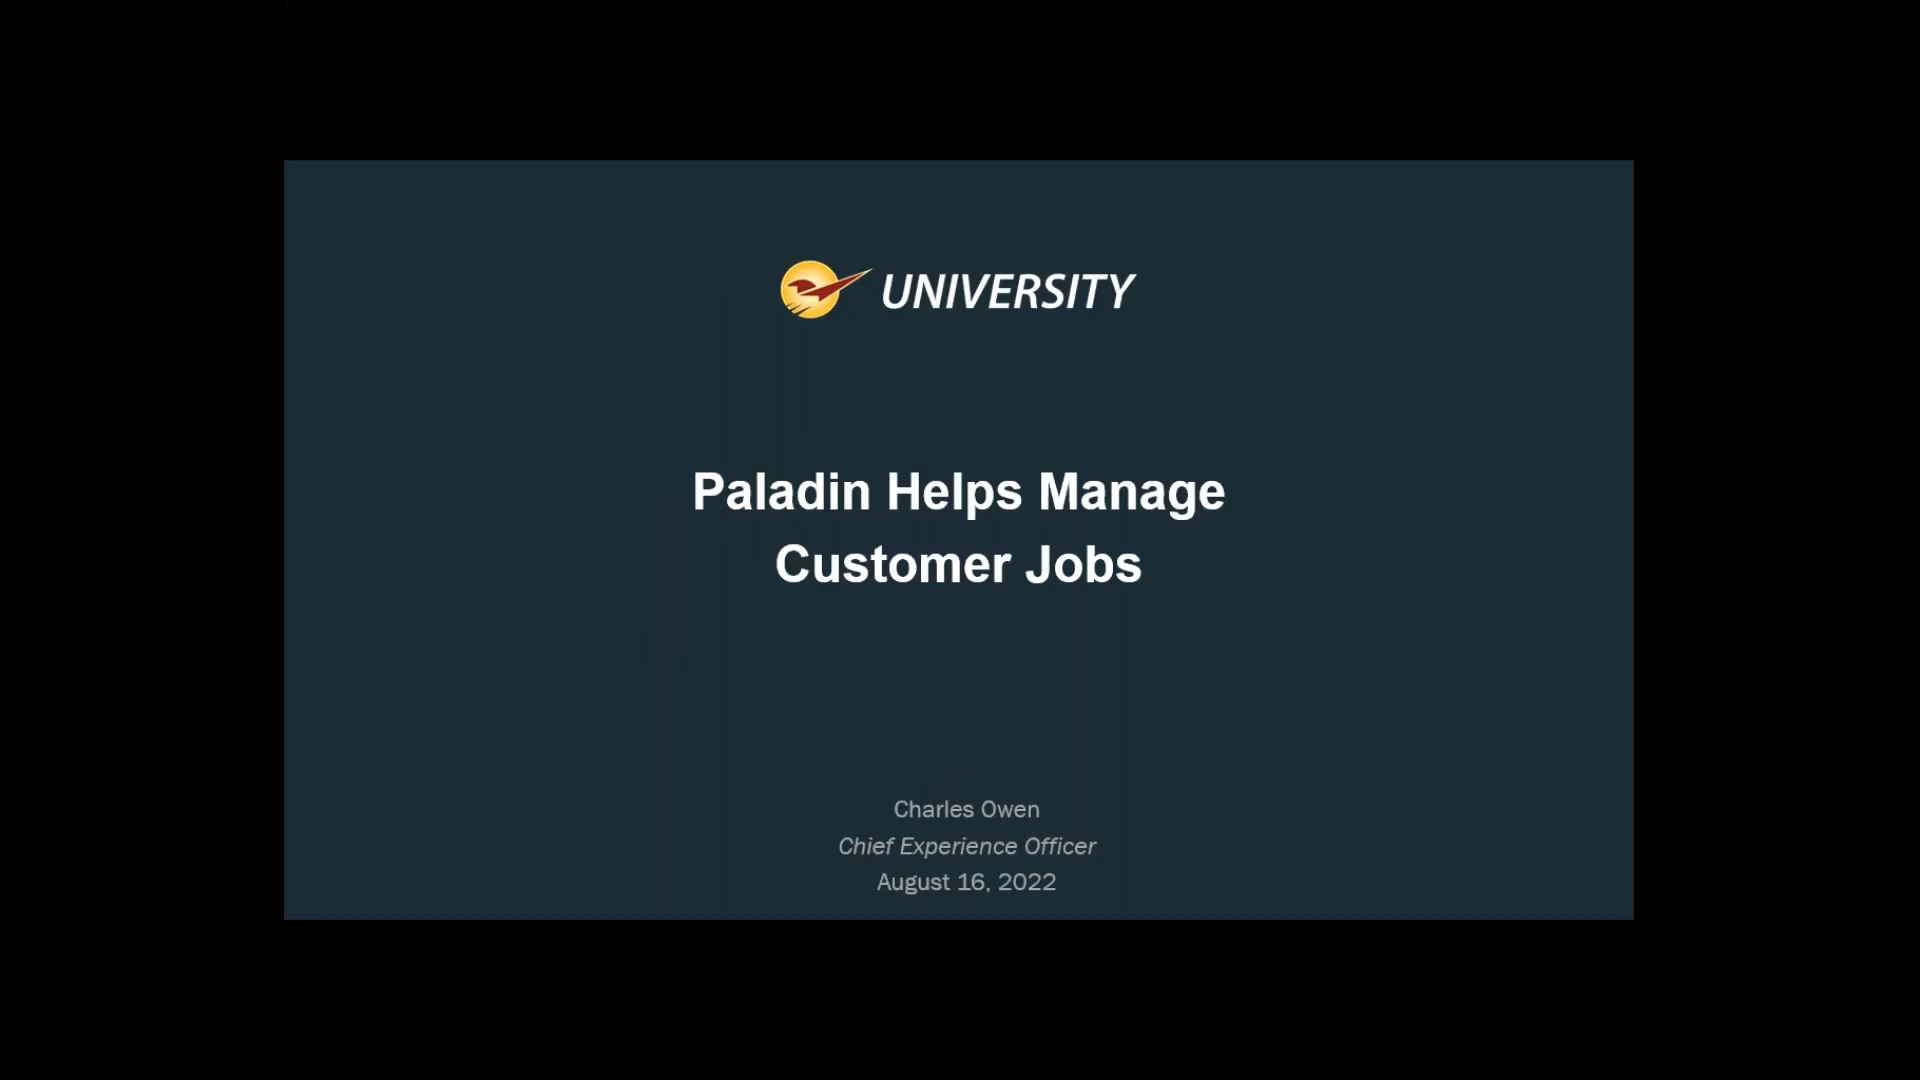 UNIVERSITY
Paladin Helps Manage
Customer Jobs
Charles Owen
Chief Experience Officer
August 16, 2022